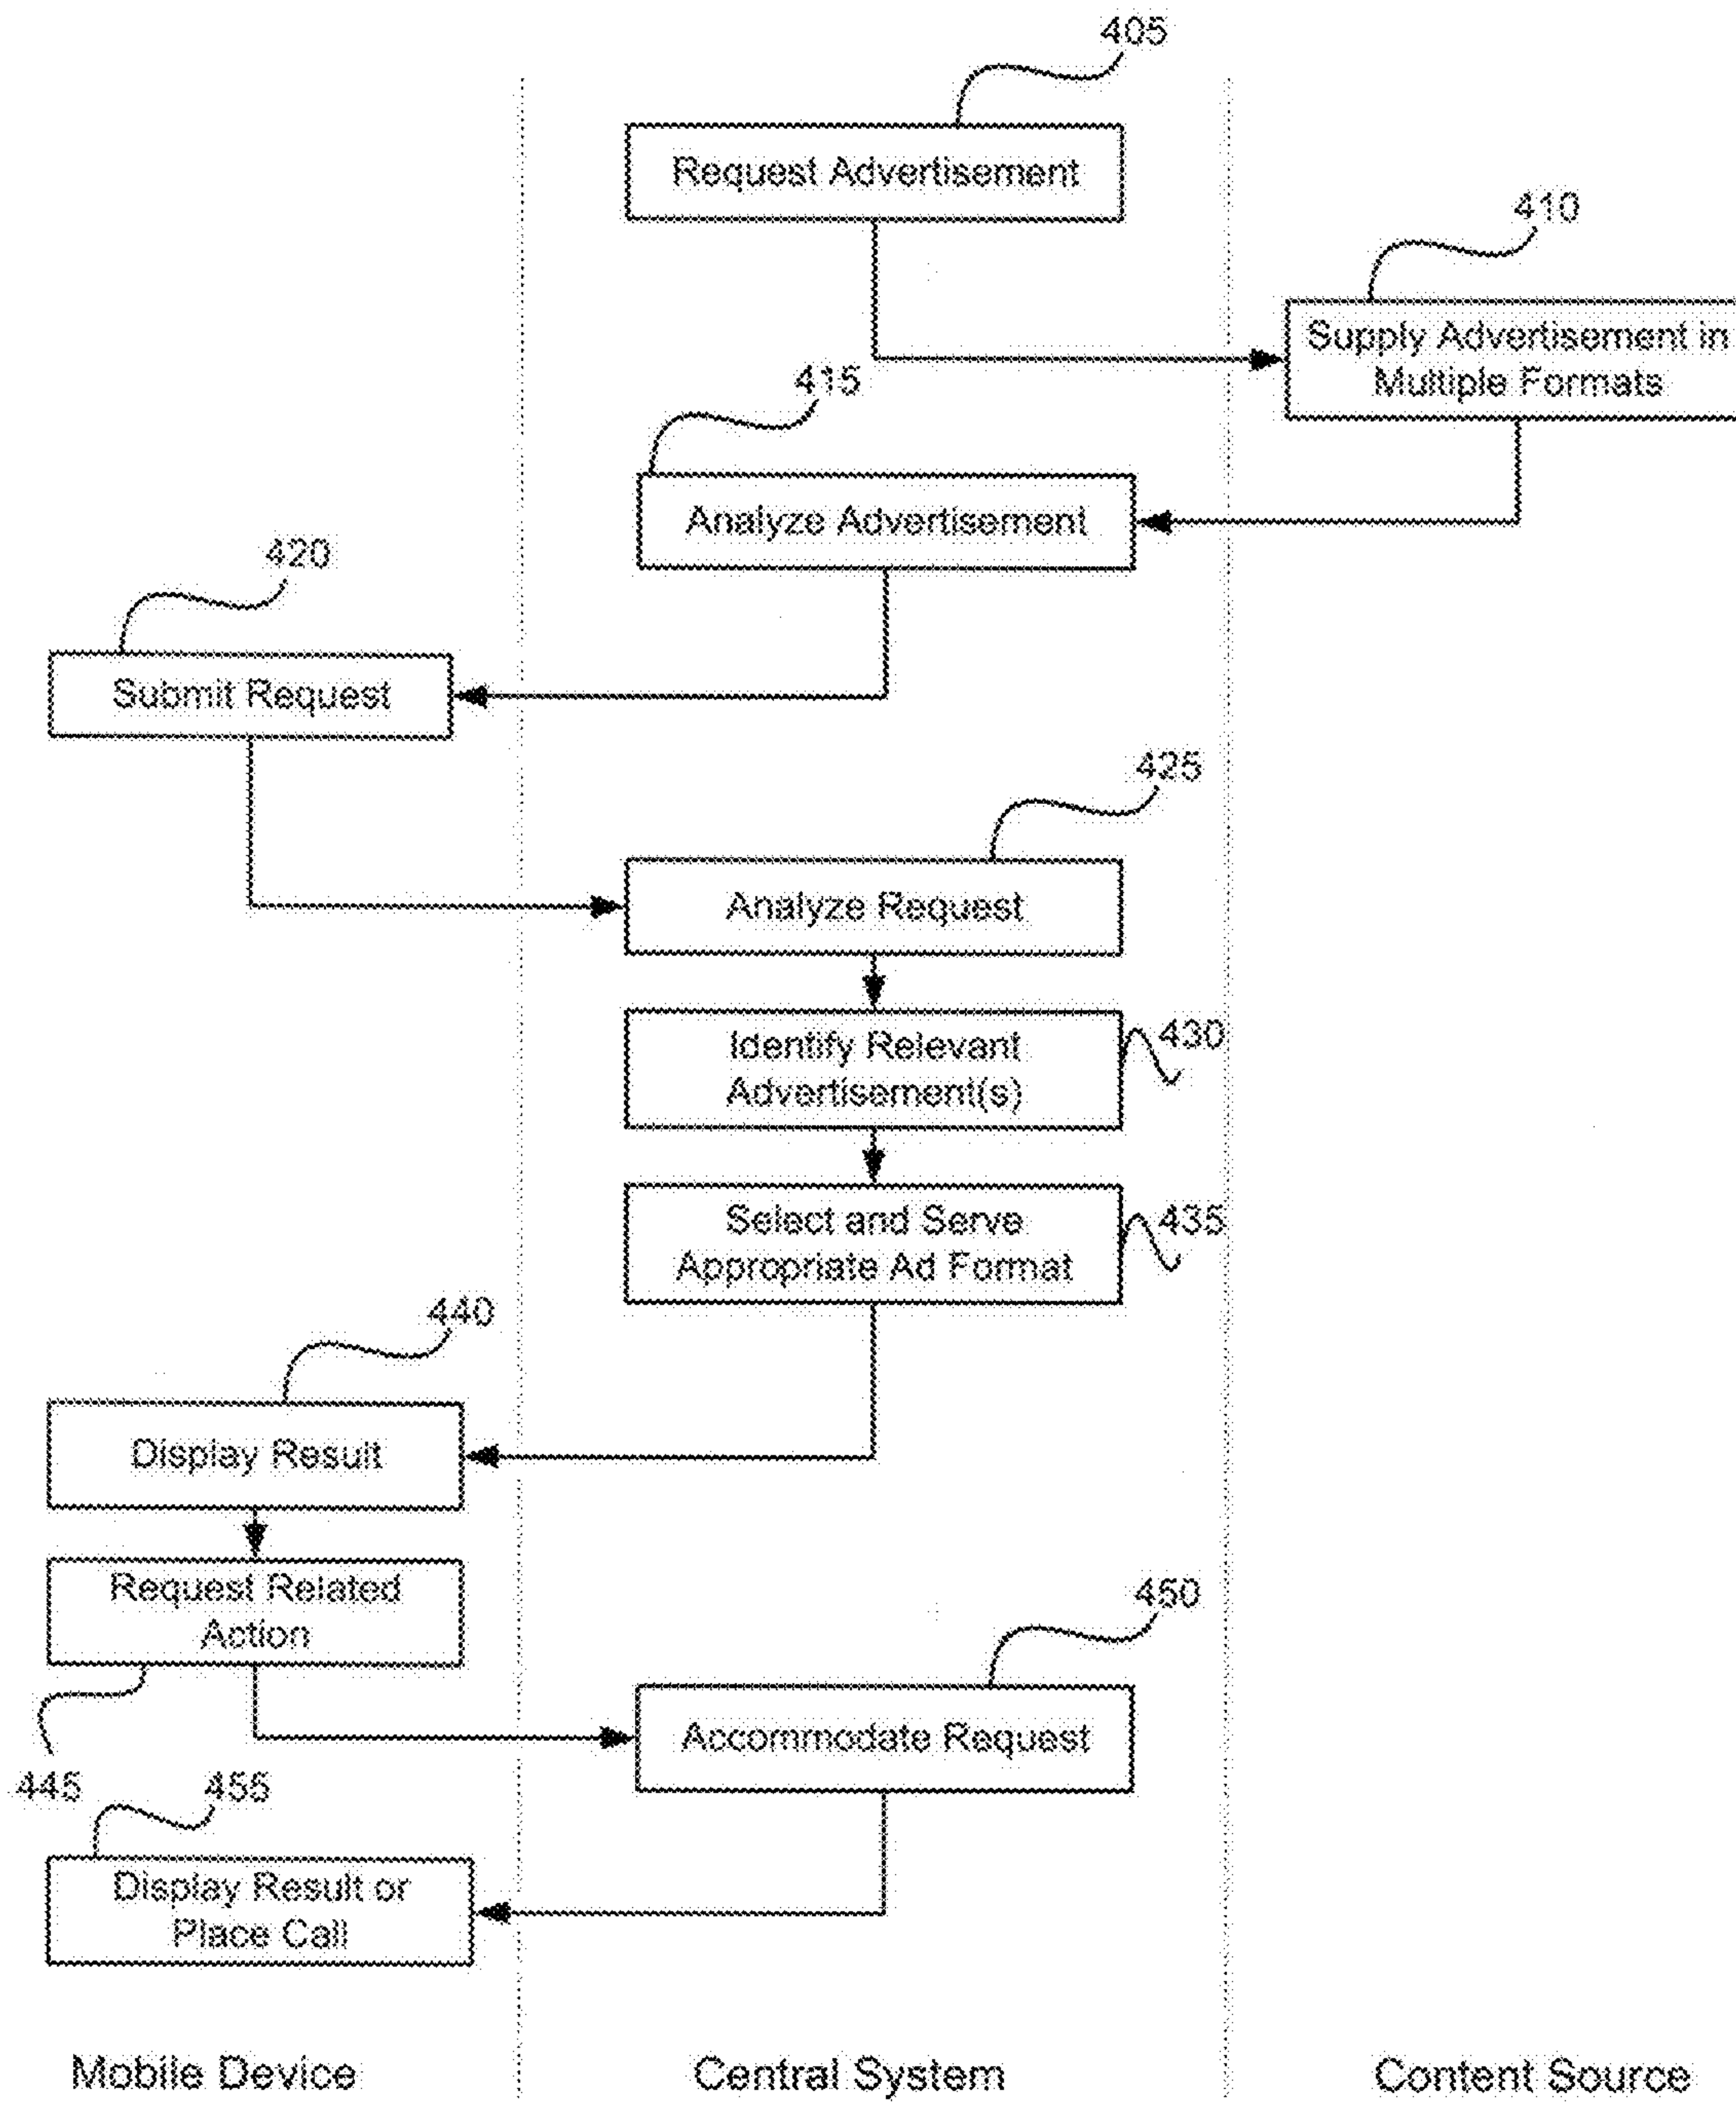 405
Request Advertisement
410
Supply Advertisement in
Multiple Formats
415
Analyze Advertisement
420
Submit Request
425
Analyze Request
430
Identify Relevant
Advertisement(s)
435
Select and Serve
Appropriate Ad Format
440
Display Result
Request Related
Action
445
450
Accommodate Request
455
Display Result or
Place Call
Mobile Device
Central System
Content Source